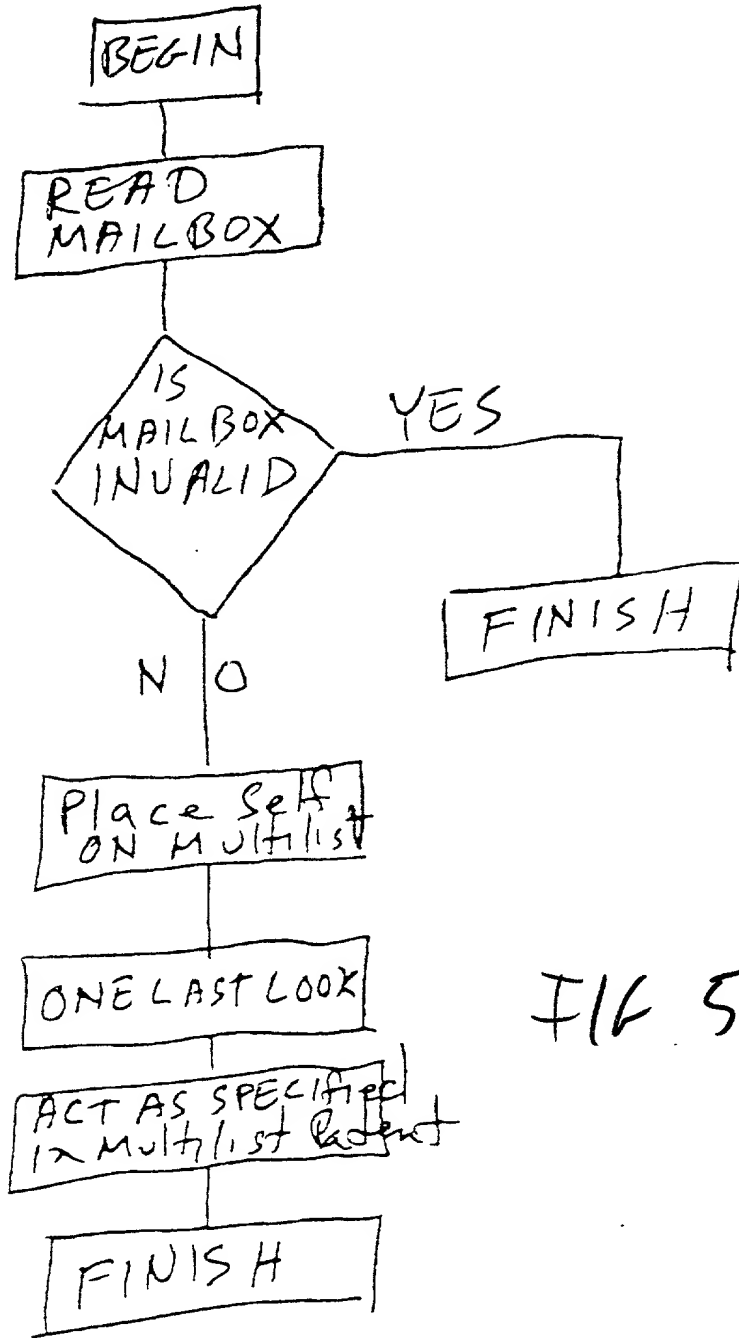 BEGIN
READ
MAILBOX
IS
MAILBOX
INVALID
YES
FINISH
NO
Place Self
ON Multilist
ONE LAST LOOK
ACT AS SPECIFied
in Multilist Patent
FINISH
FIG 5